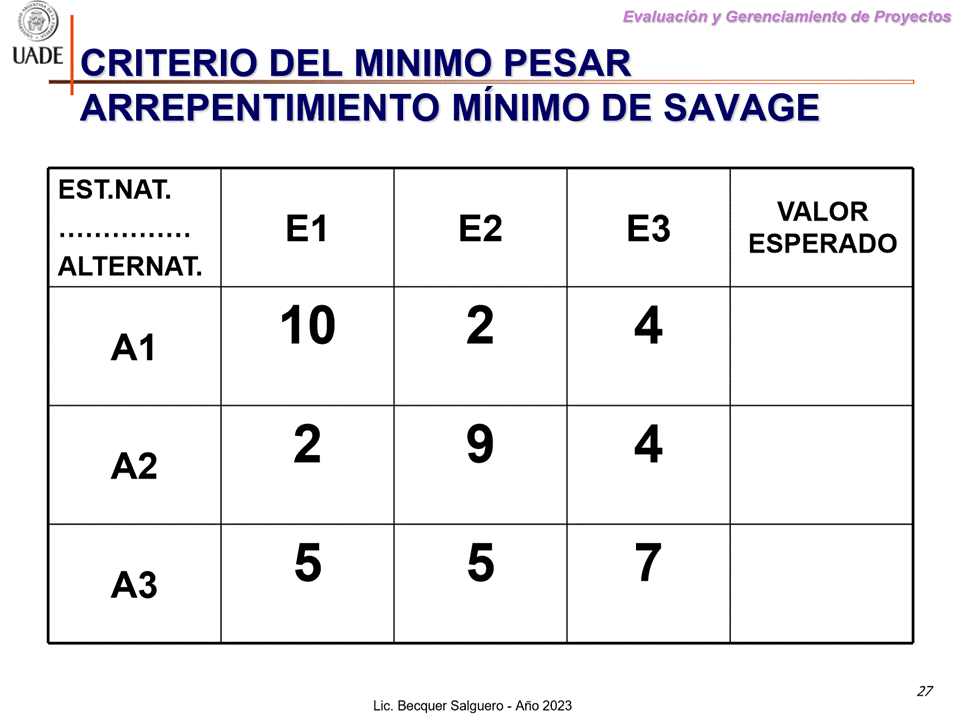 Evaluación y Gerenciamiento de Proyectos
UADE
CRITERIO DEL MINIMO PESAR
ARREPENTIMIENTO MÍNIMO DE SAVAGE
EST.NAT.
……………
ALTERNAT.
E1
E2
E3
VALOR
ESPERADO
A1
10
2
4
A2
2
9
4
A3
5
5
7
Lic. Becquer Salguero - Año 2023
27